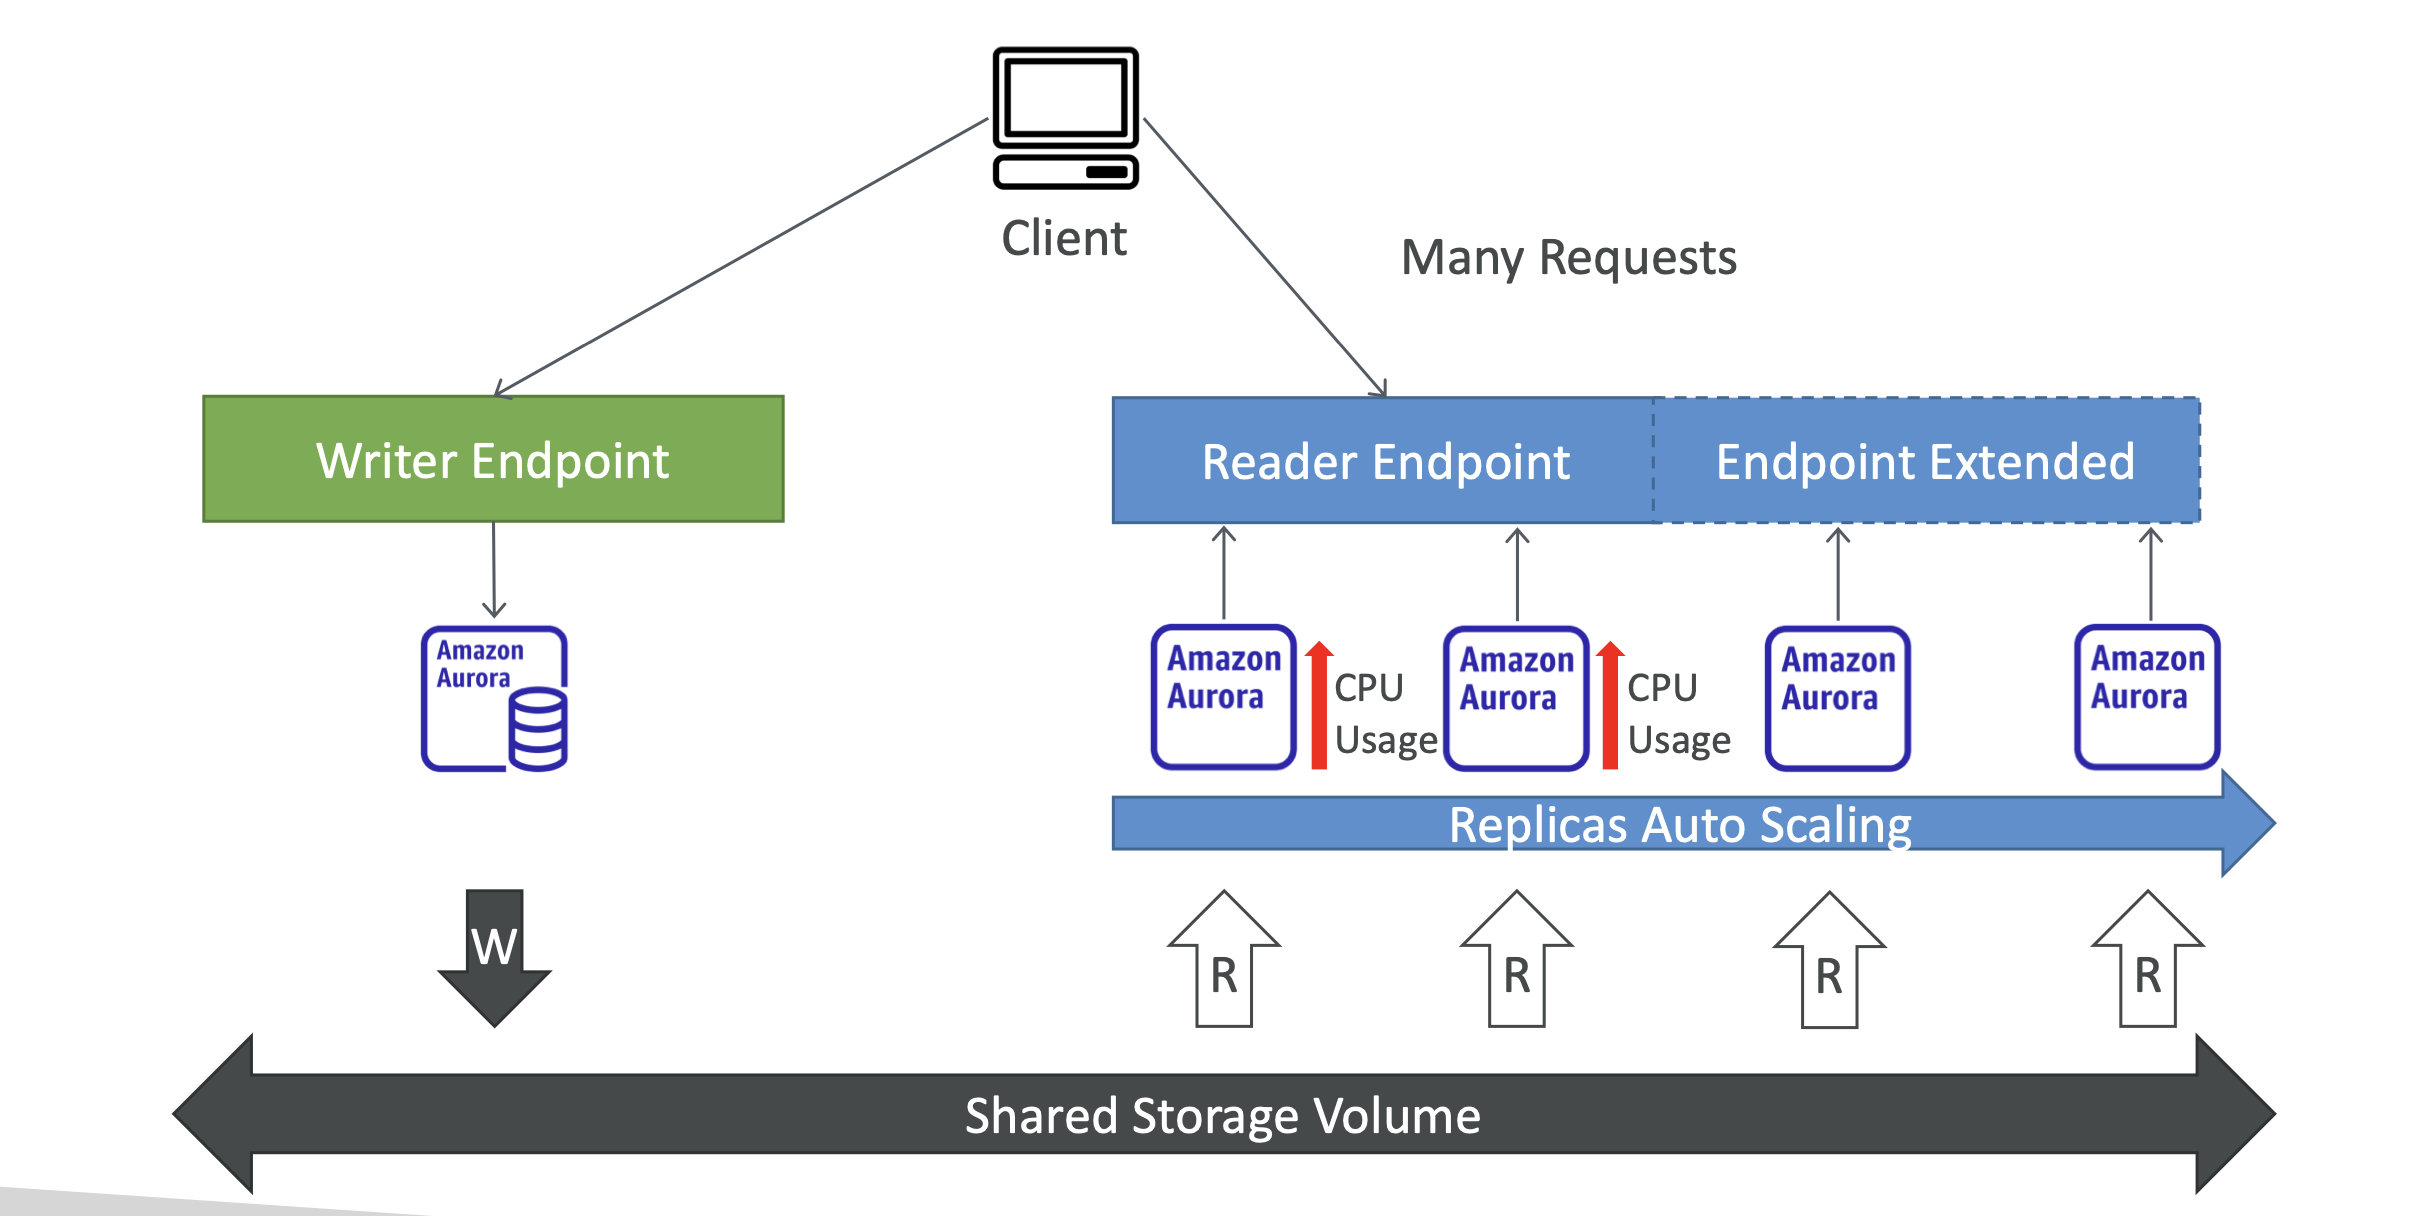 Client
Many Requests
Writer Endpoint
Reader Endpoint
Endpoint Extended
Amazon
Aurora
Amazon
Aurora
CPU
Usage
Amazon
Aurora
CPU
Usage
Amazon
Aurora
Amazon
Aurora
Replicas Auto Scaling
W
R
R
R
R
Shared Storage Volume